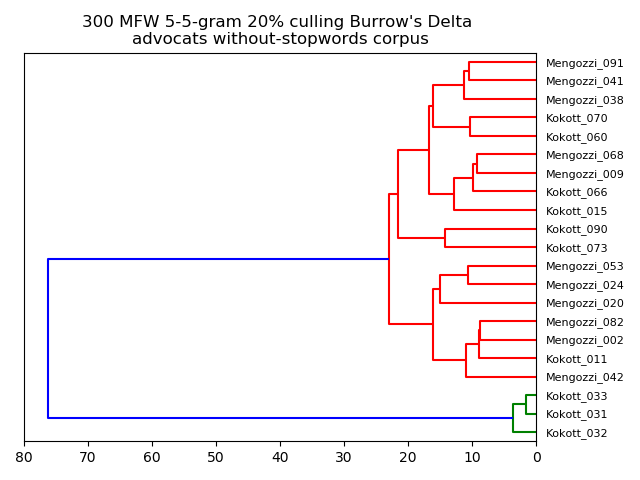 300 MFW 5-5-gram 20% culling Burrow's Delta
advocats without-stopwords corpus
Mengozzi_091
Mengozzi_041
Mengozzi_038
Kokott_070
Kokott_060
Mengozzi_068
Mengozzi_009
Kokott_066
Kokott_015
Kokott_090
Kokott_073
Mengozzi_053
Mengozzi_024
Mengozzi_020
Mengozzi_082
Mengozzi_002
Kokott_011
Mengozzi_042
Kokott_033
Kokott_031
Kokott_032
80 70 60 50 40 30 20 10 0